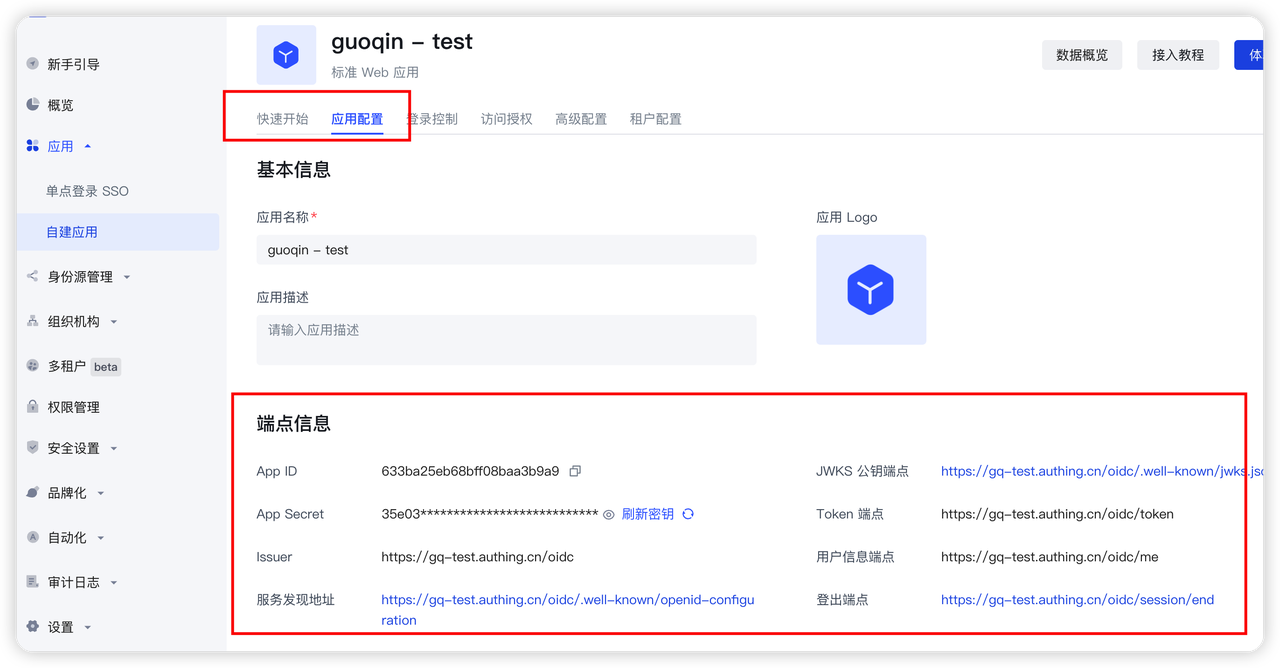 新手引导
概览
应用
单点登录 SSO
自建应用
身份源管理
组织机构
多租户 beta
权限管理
安全设置
品牌化
自动化
审计日志
设置
guoqin - test
标准 Web 应用
数据概览 接入教程 体
快速开始 应用配置 登录控制 访问授权 高级配置 租户配置
基本信息
应用名称*
guoqin - test
应用描述
请输入应用描述
应用 Logo
端点信息
App ID 633ba25eb68bff08baa3b9a9
JWKS 公钥端点 https://gq-test.authing.cn/oidc/.well-known/jwks.jso
App Secret 35e03*************************** 刷新密钥
Token 端点 https://gq-test.authing.cn/oidc/token
Issuer https://gq-test.authing.cn/oidc
用户信息端点 https://gq-test.authing.cn/oidc/me
服务发现地址 https://gq-test.authing.cn/oidc/.well-known/openid-configu
ration
登出端点 https://gq-test.authing.cn/oidc/session/end